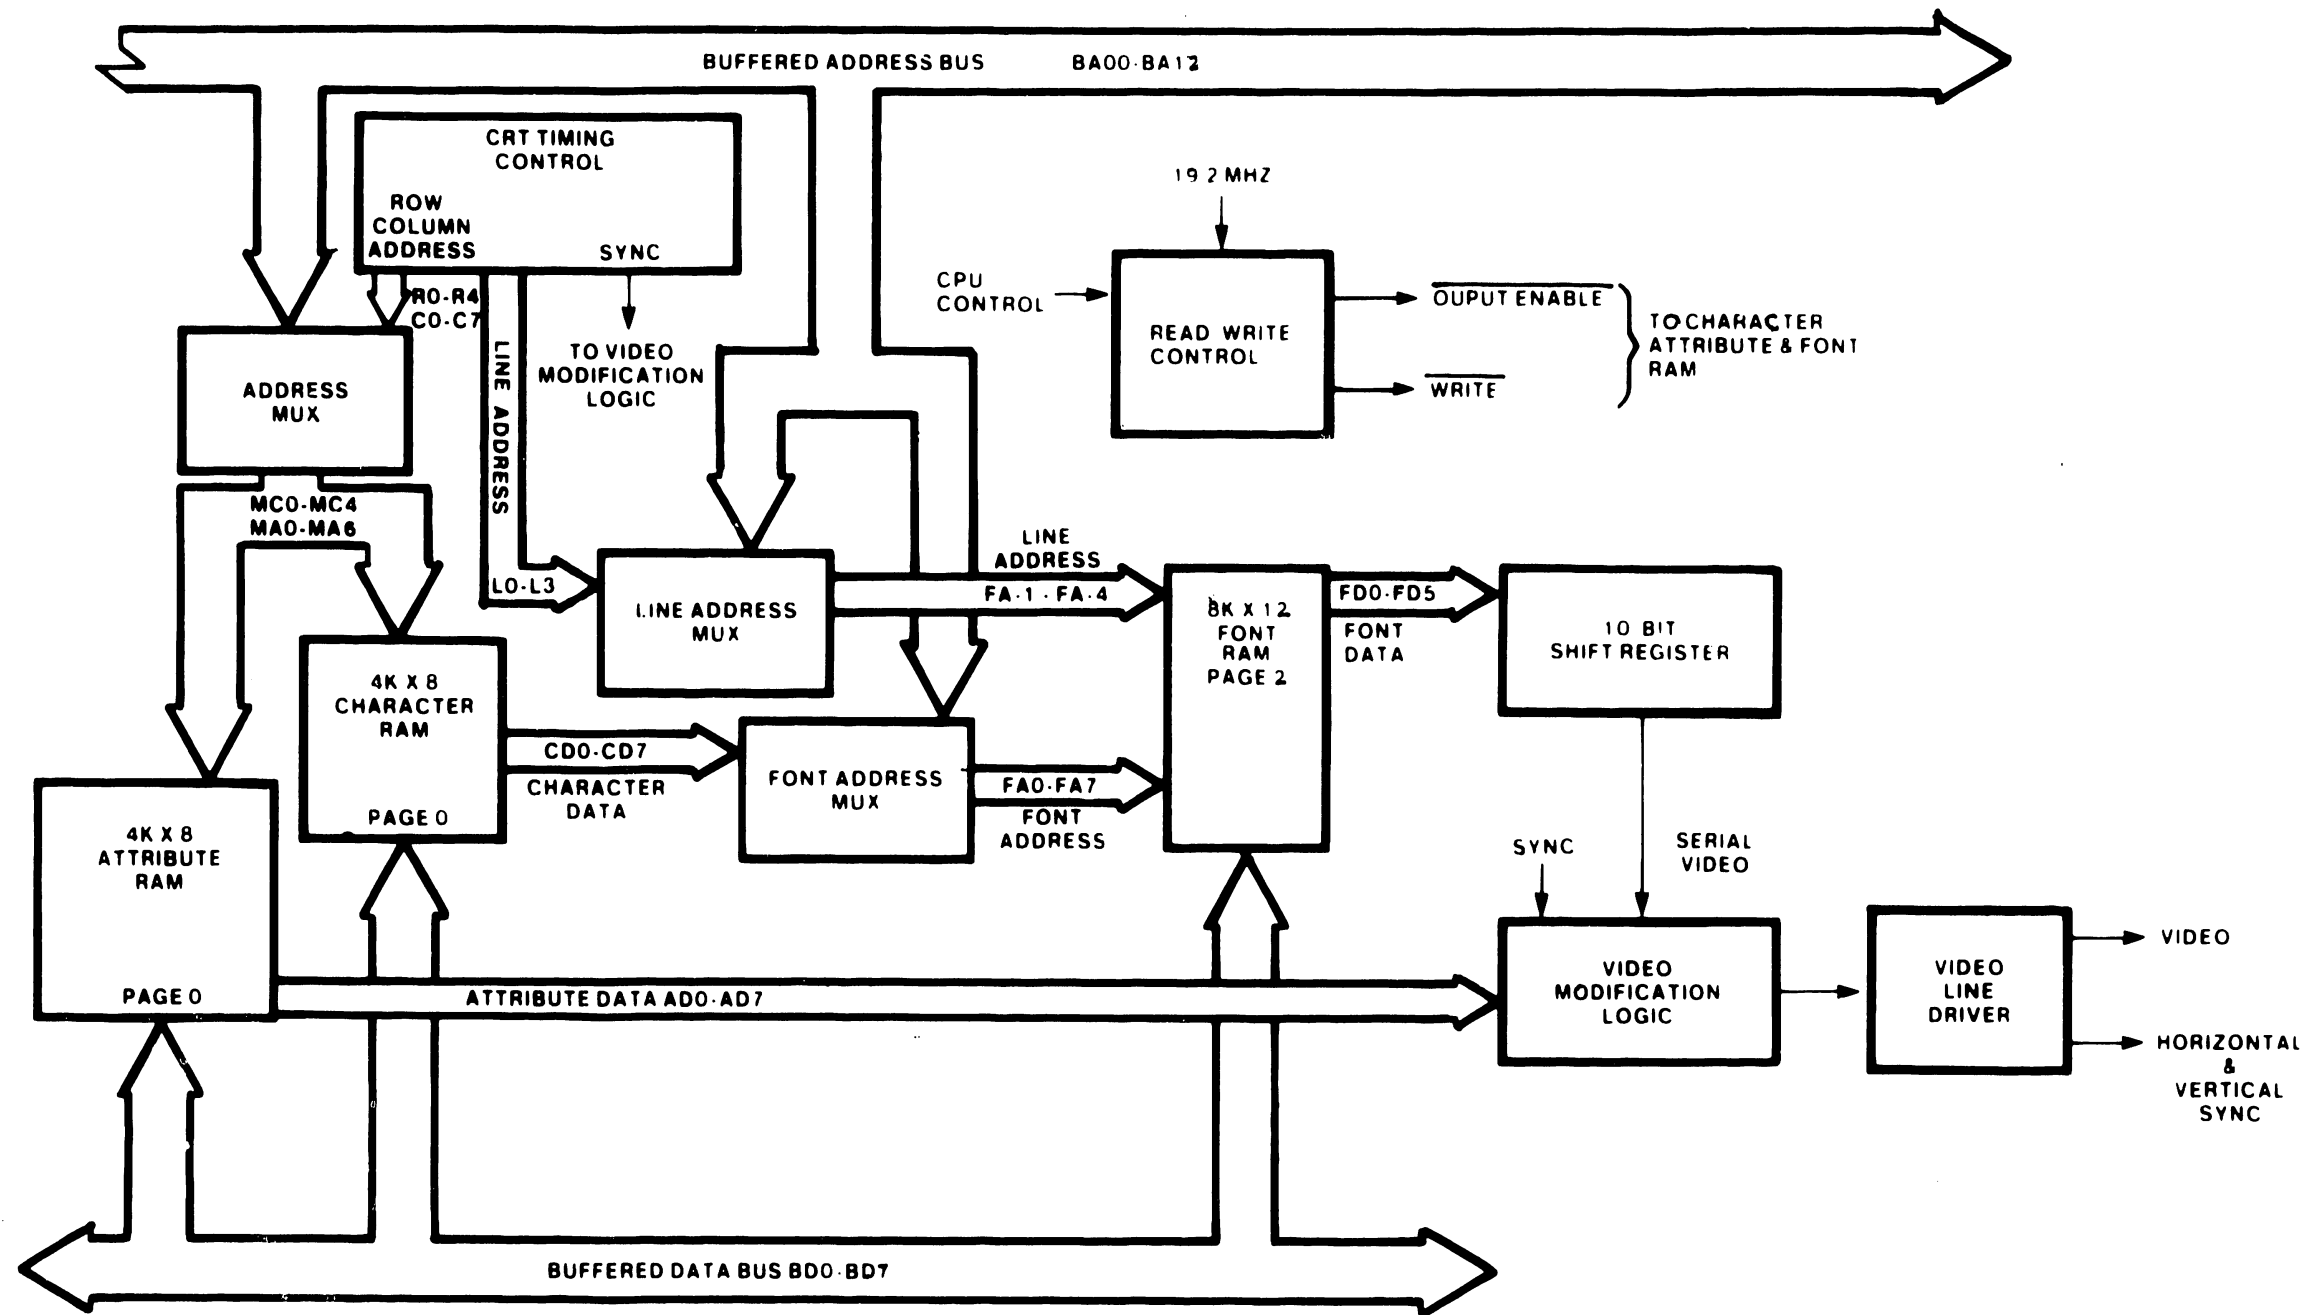 BUFFERED ADDRESS BUS BA00-BA12
CRT TIMING
CONTROL
ROW
COLUMN
ADDRESS
SYNC
R0-R4
C0-C7
LINE ADDRESS
TO VIDEO
MODIFICATION
LOGIC
19.2 MHZ
CPU
CONTROL
READ WRITE
CONTROL
OUPUT ENABLE
WRITE
TO CHARACTER
ATTRIBUTE & FONT
RAM
ADDRESS
MUX
MC0-MC4
MA0-MA6
L0-L3
LINE ADDRESS
MUX
LINE
ADDRESS
FA-1 - FA-4
8K X 12
FONT
RAM
PAGE 2
FD0-FD5
FONT
DATA
10 BIT
SHIFT REGISTER
4K X 8
CHARACTER
RAM
PAGE 0
CD0-CD7
CHARACTER
DATA
FONT ADDRESS
MUX
FA0-FA7
FONT
ADDRESS
4K X 8
ATTRIBUTE
RAM
PAGE 0
SYNC
SERIAL
VIDEO
ATTRIBUTE DATA AD0-AD7
VIDEO
MODIFICATION
LOGIC
VIDEO
LINE
DRIVER
VIDEO
HORIZONTAL
&
VERTICAL
SYNC
BUFFERED DATA BUS BD0-BD7